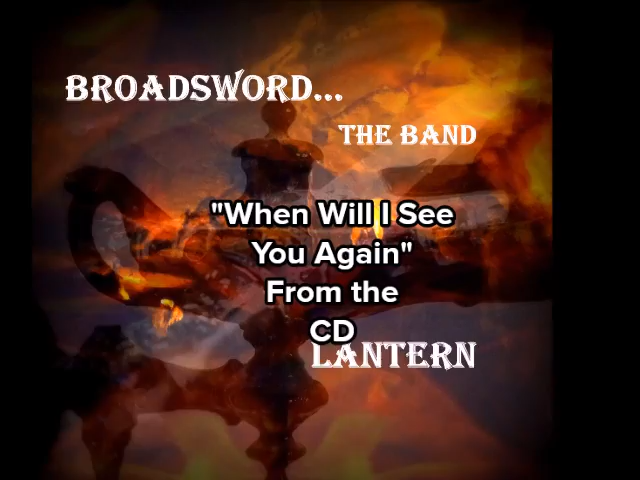 BROADSWORD...
THE BAND
"When Will I See
You Again"
From the
CD
LANTERN